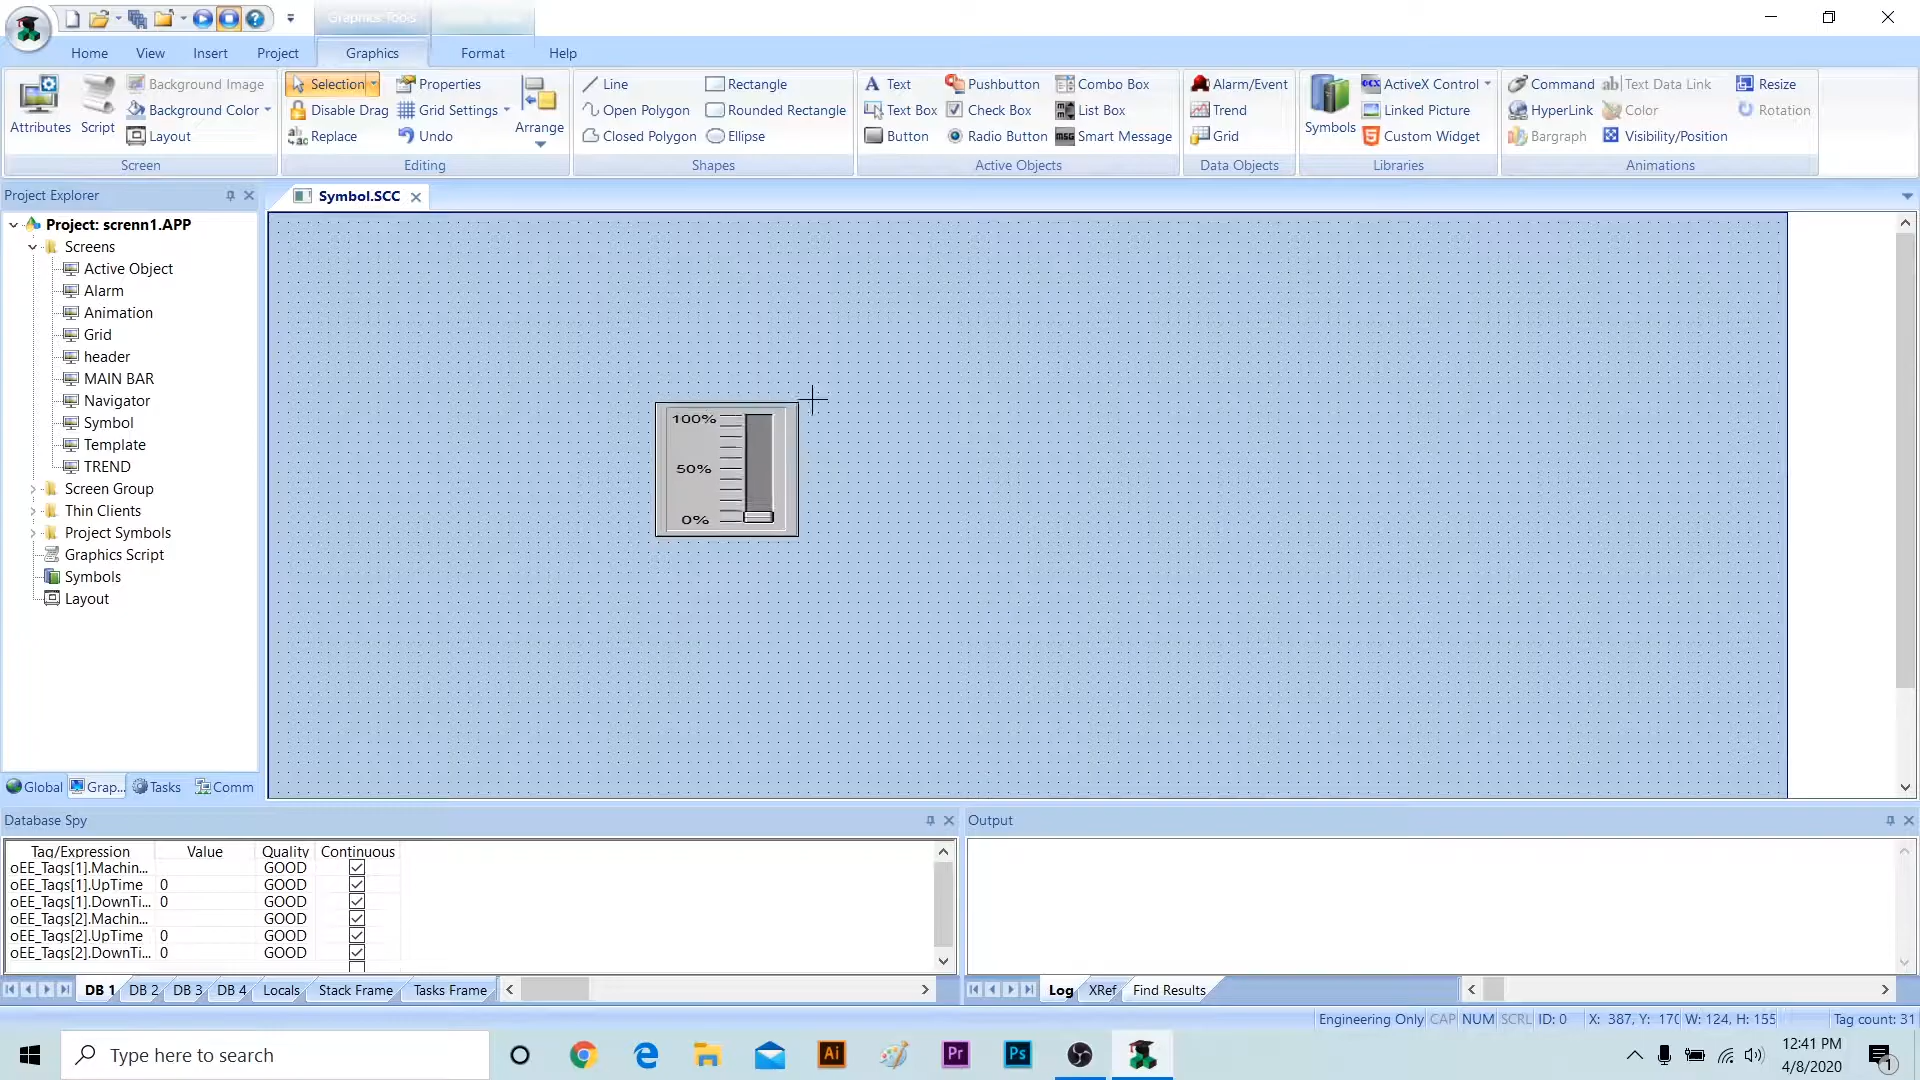 Graphics Tools
Home View Insert Project Graphics Format Help
Attributes Script Background Image Background Color Layout
Screen
Selection Properties
Disable Drag Grid Settings
Replace Undo Arrange
Editing
Line Rectangle
Open Polygon Rounded Rectangle
Closed Polygon Ellipse
Shapes
A Text Pushbutton Combo Box
Text Box Check Box List Box
Button Radio Button MSG Smart Message
Active Objects
Alarm/Event
Trend
Grid
Data Objects
Symbols OCX ActiveX Control
Linked Picture
Custom Widget
Libraries
Command Text Data Link Resize
HyperLink Color Rotation
Bargraph Visibility/Position
Animations
Project Explorer
Project: screnn1.APP
Screens
Active Object
Alarm
Animation
Grid
header
MAIN BAR
Navigator
Symbol
Template
TREND
Screen Group
Thin Clients
Project Symbols
Graphics Script
Symbols
Layout
Global Grap... Tasks Comm
Symbol.SCC
100%
50%
0%
Database Spy
Tag/Expression Value Quality Continuous
oEE_Tags[1].Machin... GOOD
oEE_Tags[1].UpTime 0 GOOD
oEE_Tags[1].DownTi... 0 GOOD
oEE_Tags[2].Machin... GOOD
oEE_Tags[2].UpTime 0 GOOD
oEE_Tags[2].DownTi... 0 GOOD
DB 1 DB 2 DB 3 DB 4 Locals Stack Frame Tasks Frame
Output
Log XRef Find Results
Engineering Only CAP NUM SCRL ID: 0 X: 387, Y: 170 W: 124, H: 155 Tag count: 31
Type here to search
Ai Pr Ps
12:41 PM
4/8/2020
1